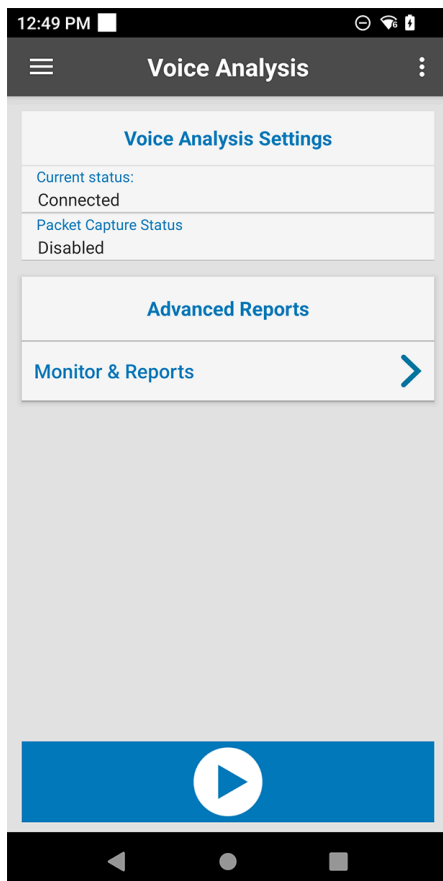 12:49 PM
6
Voice Analysis
Voice Analysis Settings
Current status:
Connected
Packet Capture Status
Disabled
Advanced Reports
Monitor & Reports